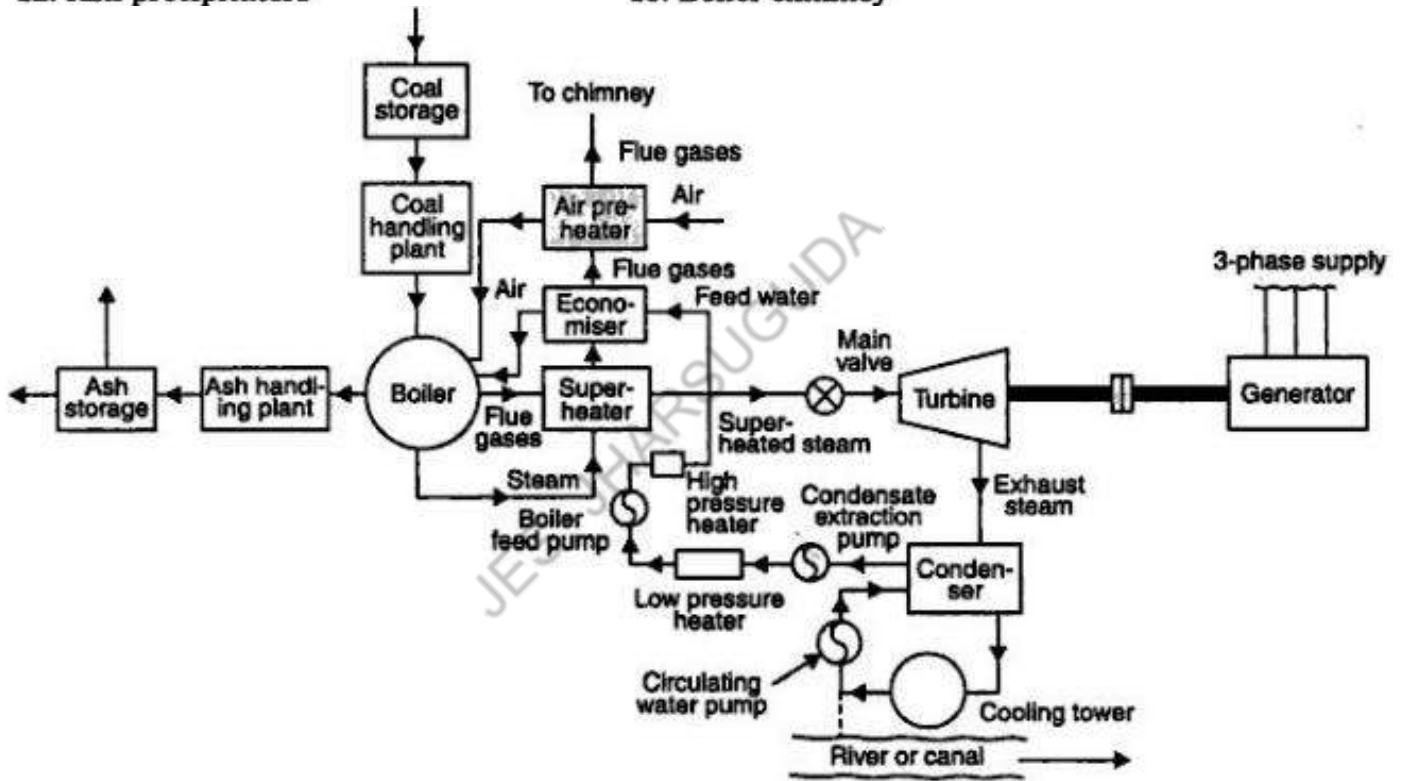 To chimney
Coal
storage
Flue gases
Coal
handling
plant
Air pre-
heater
Air
Flue gases
3-phase supply
Air
Econo-
miser
Feed water
Main
valve
Ash
storage
Ash handl-
ing plant
Boiler
Super-
heater
Turbine
Generator
Flue
gases
Super-
heated steam
Steam
High
pressure
heater
Boiler
feed pump
Condensate
extraction
pump
Exhaust
steam
Low pressure
heater
Conden-
ser
Circulating
water pump
Cooling tower
River or canal
JHARSUGUDA